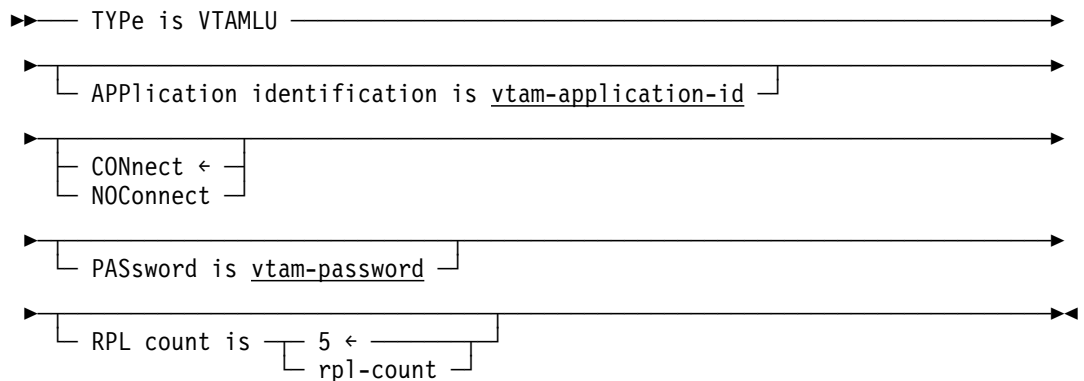 TYPe is VTAMLU
APPlication identification is vtam-application-id
CONnect ←
NOConnect
PASsword is vtam-password
RPL count is 5 ←
rpl-count